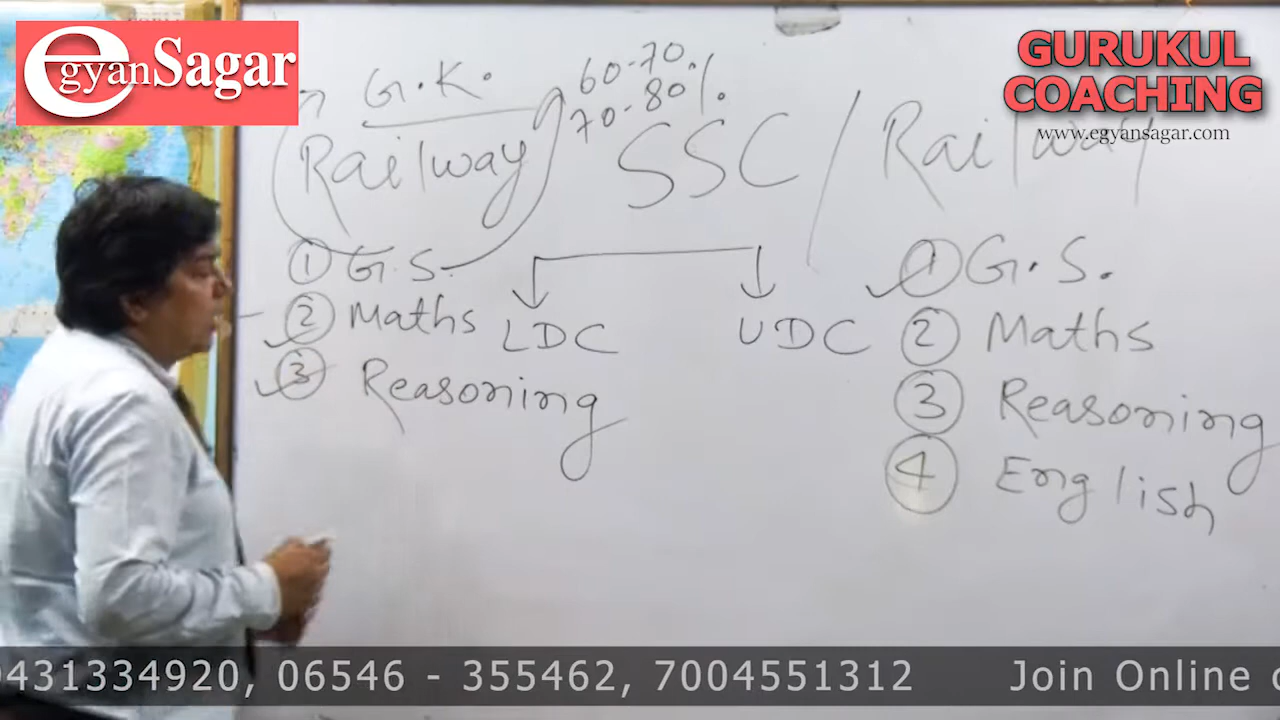 egyanSagar
GURUKUL
COACHING
www.egyansagar.com
G.K.
60-70%
70-80%
Railway
SSC / Railway
① G.S.
② Maths
③ Reasoning
LDC
UDC
① G.S.
② Maths
③ Reasoning
④ English
431334920, 06546 - 355462, 7004551312 Join Online